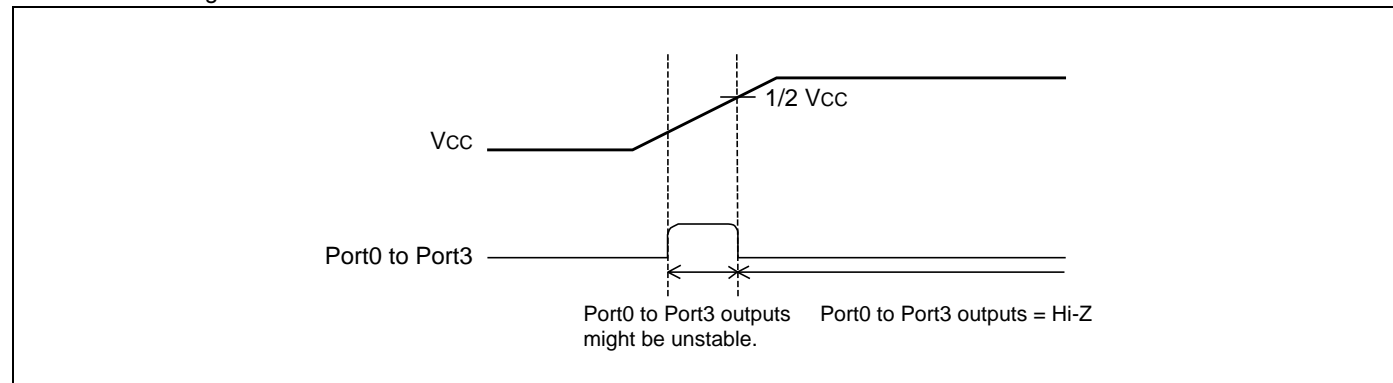 1/2 VCC
VCC
Port0 to Port3
Port0 to Port3 outputs
might be unstable.
Port0 to Port3 outputs = Hi-Z